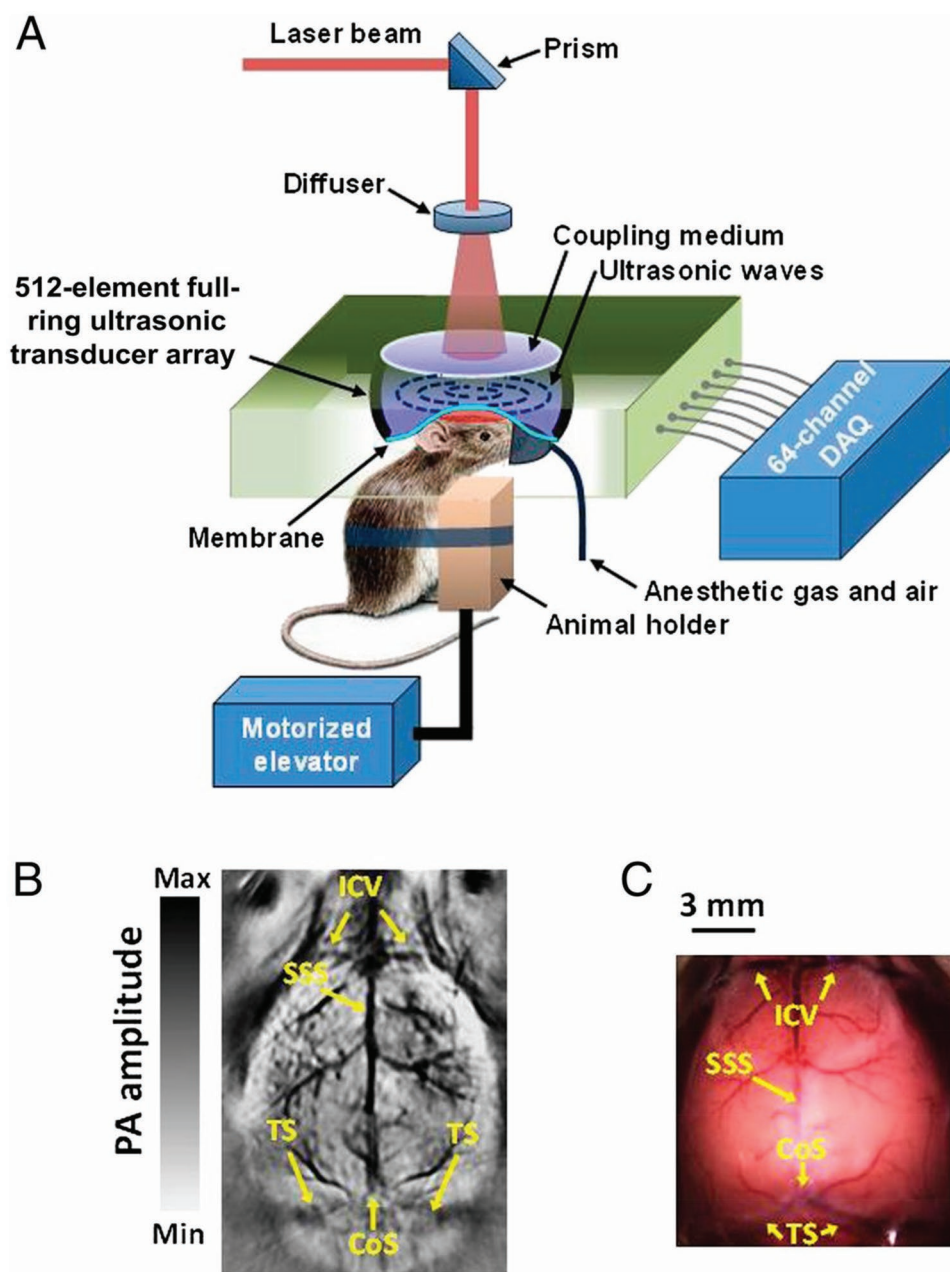 A
Laser beam
Prism
Diffuser
Coupling medium
Ultrasonic waves
512-element full-
ring ultrasonic
transducer array
64-channel
DAQ
Membrane
Anesthetic gas and air
Animal holder
Motorized
elevator
B
Max
PA amplitude
Min
ICV
SSS
TS
TS
CoS
C
3 mm
ICV
SSS
CoS
TS